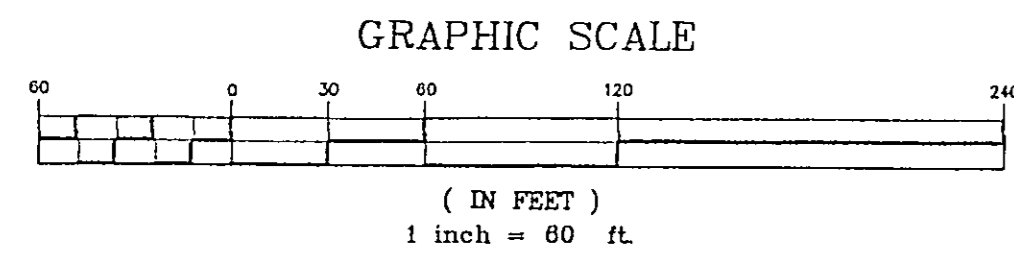 GRAPHIC SCALE
60 0 30 60 120 240
( IN FEET )
1 inch = 60 ft.